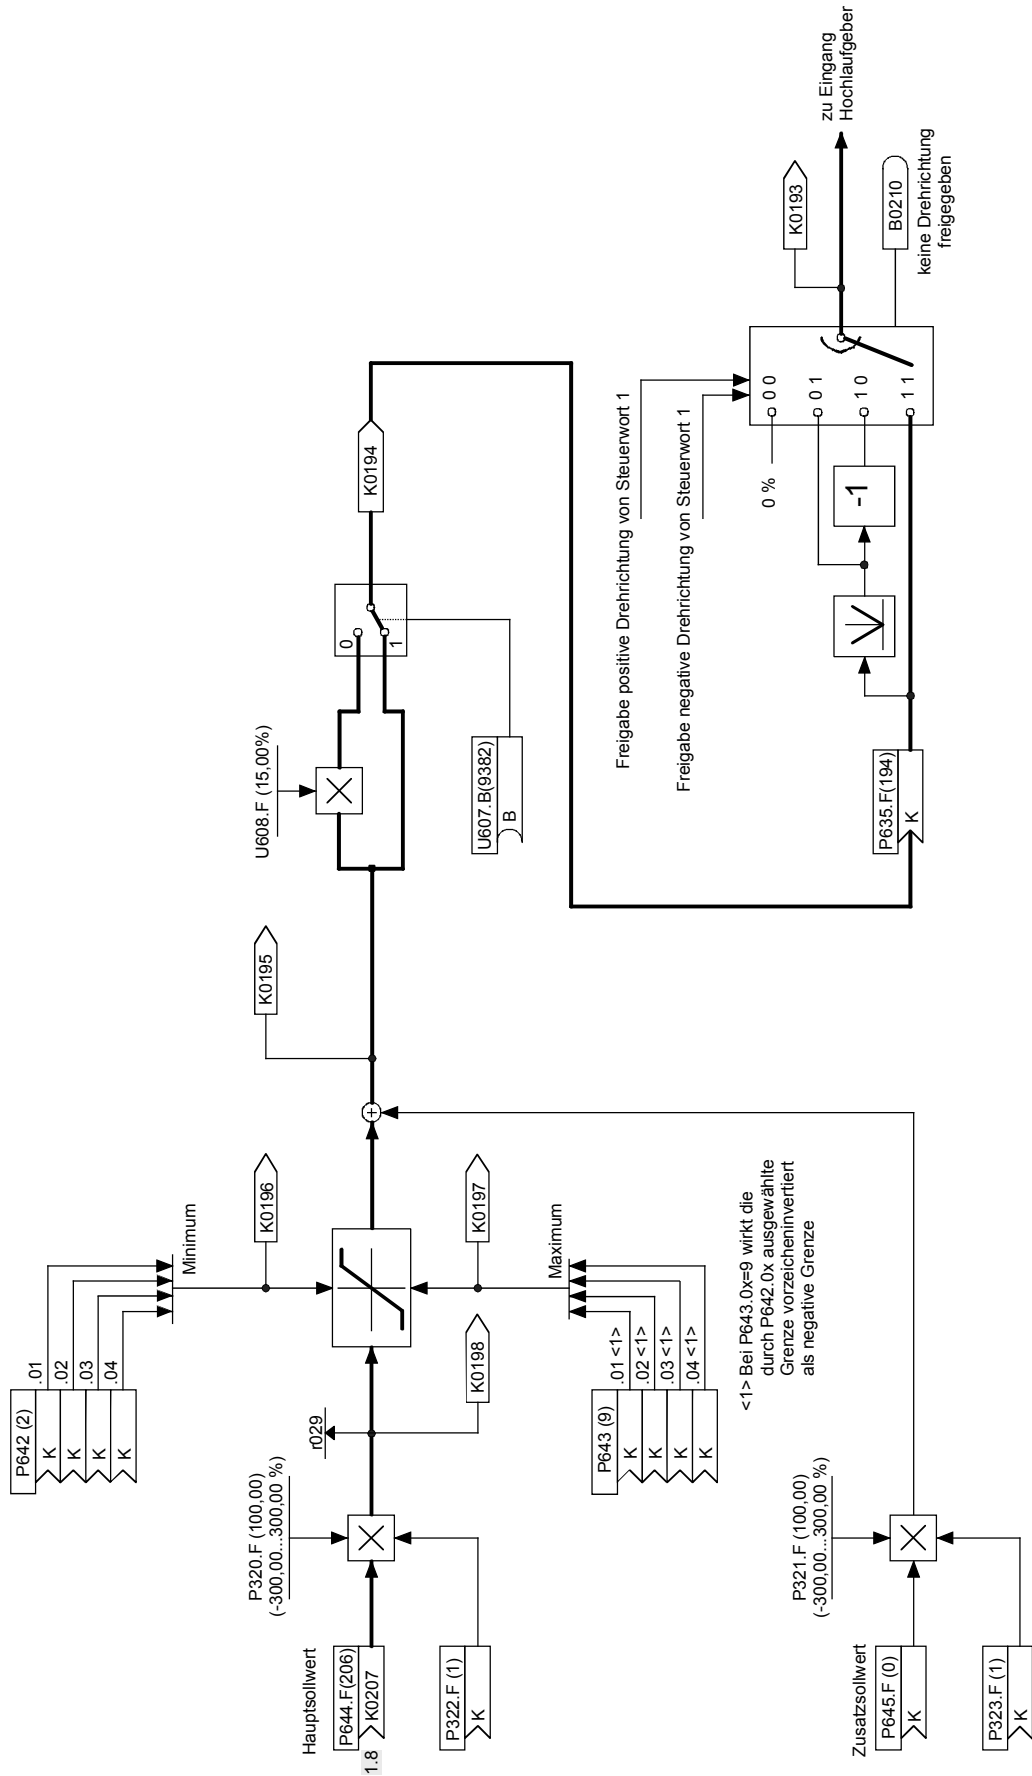 Hauptsollwert
P644.F(206)
K0207
1.8
P322.F (1)
K
P320.F (100,00)
(-300,00...300,00 %)
r029
K0198
P642 (2)
K
K
K
K
.01
.02
.03
.04
Minimum
K0196
K0197
Maximum
P643 (9)
K
K
K
K
.01 <1>
.02 <1>
.03 <1>
.04 <1>
<1> Bei P643.0x=9 wirkt die
durch P642.0x ausgewählte
Grenze vorzeicheninvertiert
als negative Grenze
Zusatzsollwert
P645.F (0)
K
P323.F (1)
K
P321.F (100,00)
(-300,00...300,00 %)
+
K0195
U608.F (15,00%)
U607.B(9382)
B
0
1
K0194
P635.F(194)
K
Freigabe positive Drehrichtung von Steuerwort 1
Freigabe negative Drehrichtung von Steuerwort 1
0 %
-1
0 0
0 1
1 0
1 1
K0193
B0210
keine Drehrichtung
freigegeben
zu Eingang
Hochlaufgeber